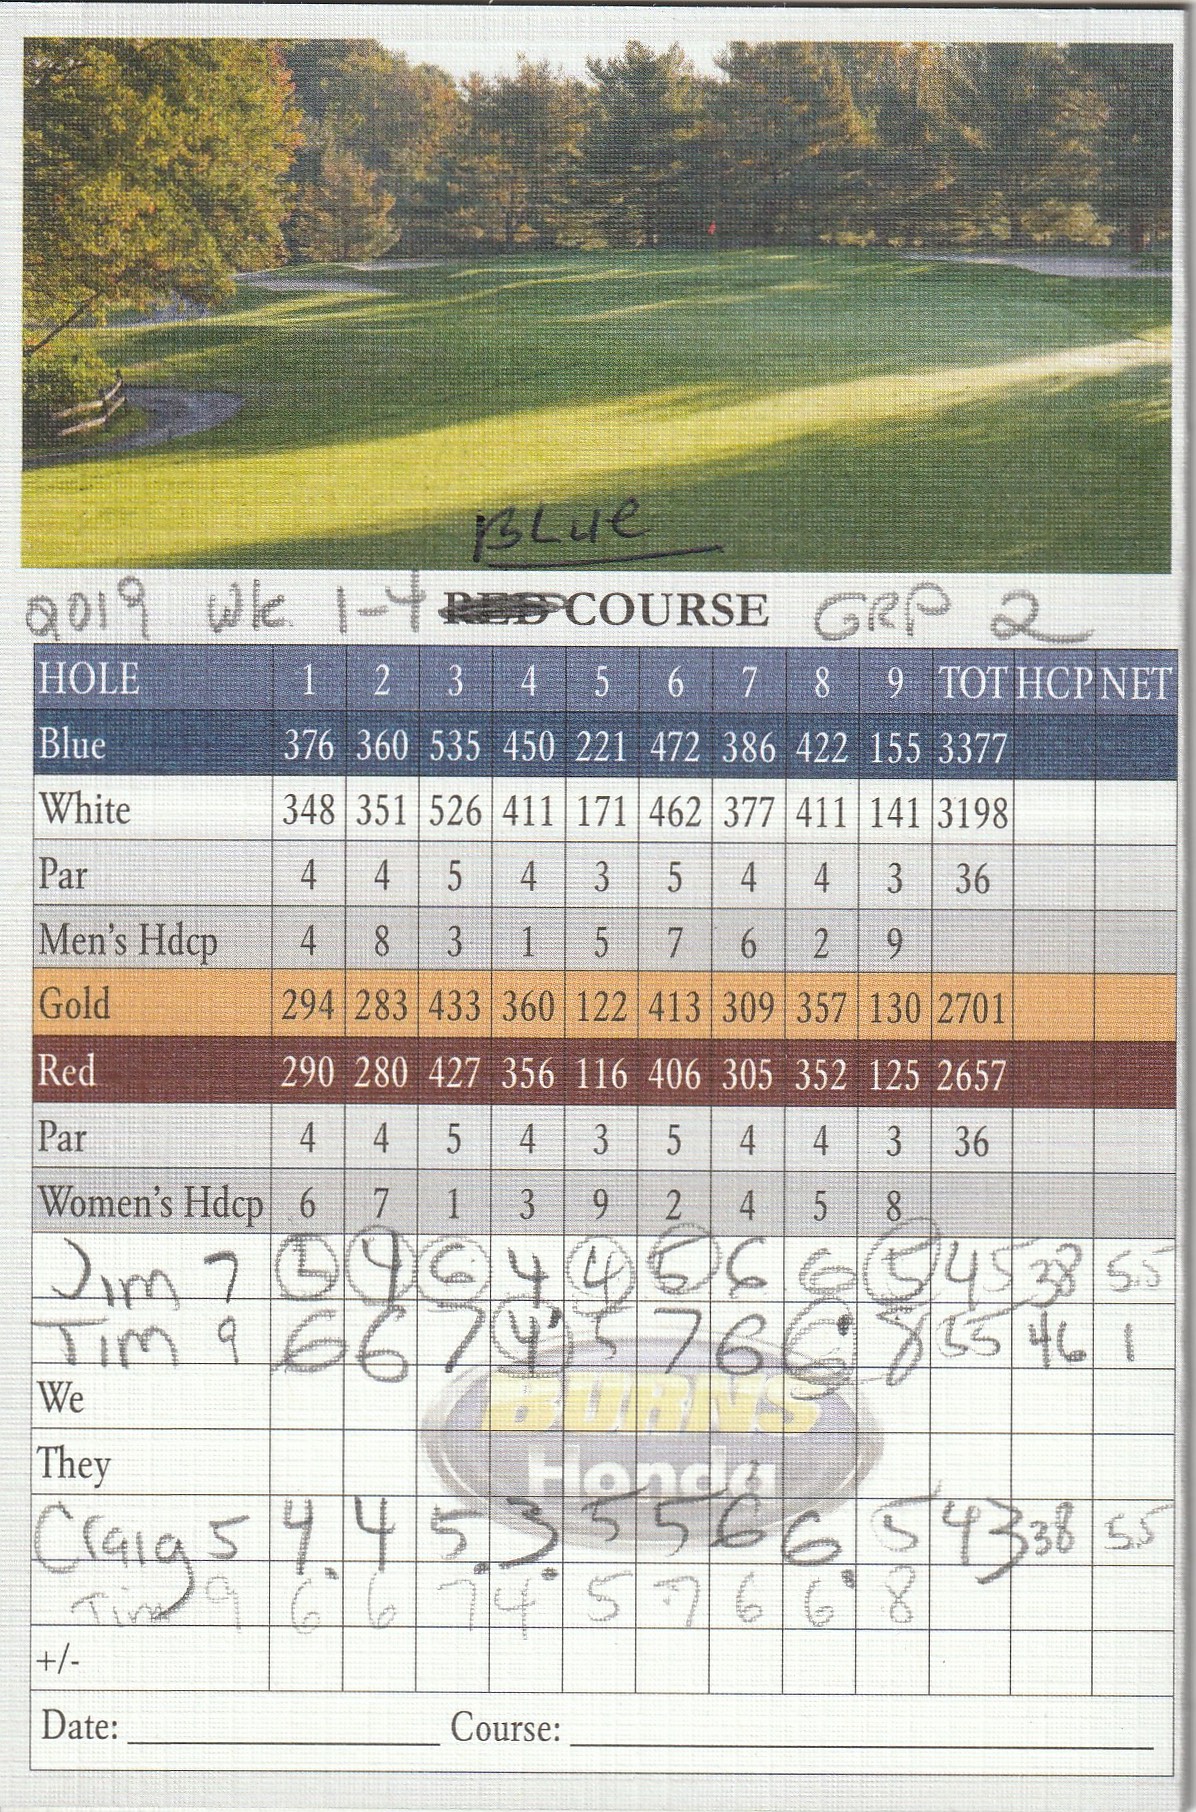 BLUE
2019 WK. 1-4 RED COURSE GRP 2
HOLE 1 2 3 4 5 6 7 8 9 TOT HCP NET
Blue 376 360 535 450 221 472 386 422 155 3377
White 348 351 526 411 171 462 377 411 141 3198
Par 4 4 5 4 3 5 4 4 3 36
Men's Hdcp 4 8 3 1 5 7 6 2 9
Gold 294 283 433 360 122 413 309 357 130 2701
Red 290 280 427 356 116 406 305 352 125 2657
Par 4 4 5 4 3 5 4 4 3 36
Women's Hdcp 6 7 1 3 9 2 4 5 8
Jim 7 5 4 6 4 4 5 6 6 5 45 38 5.5
Tim 9 6 6 7 4 5 7 6 6 8 55 46 1
We
BURNS
They
Honda
Craig 5 4 4 5 3 5 5 6 6 5 43 38 5.5
Tim 9 6 6 7 4 5 7 6 6 8
+/-
Date: Course: